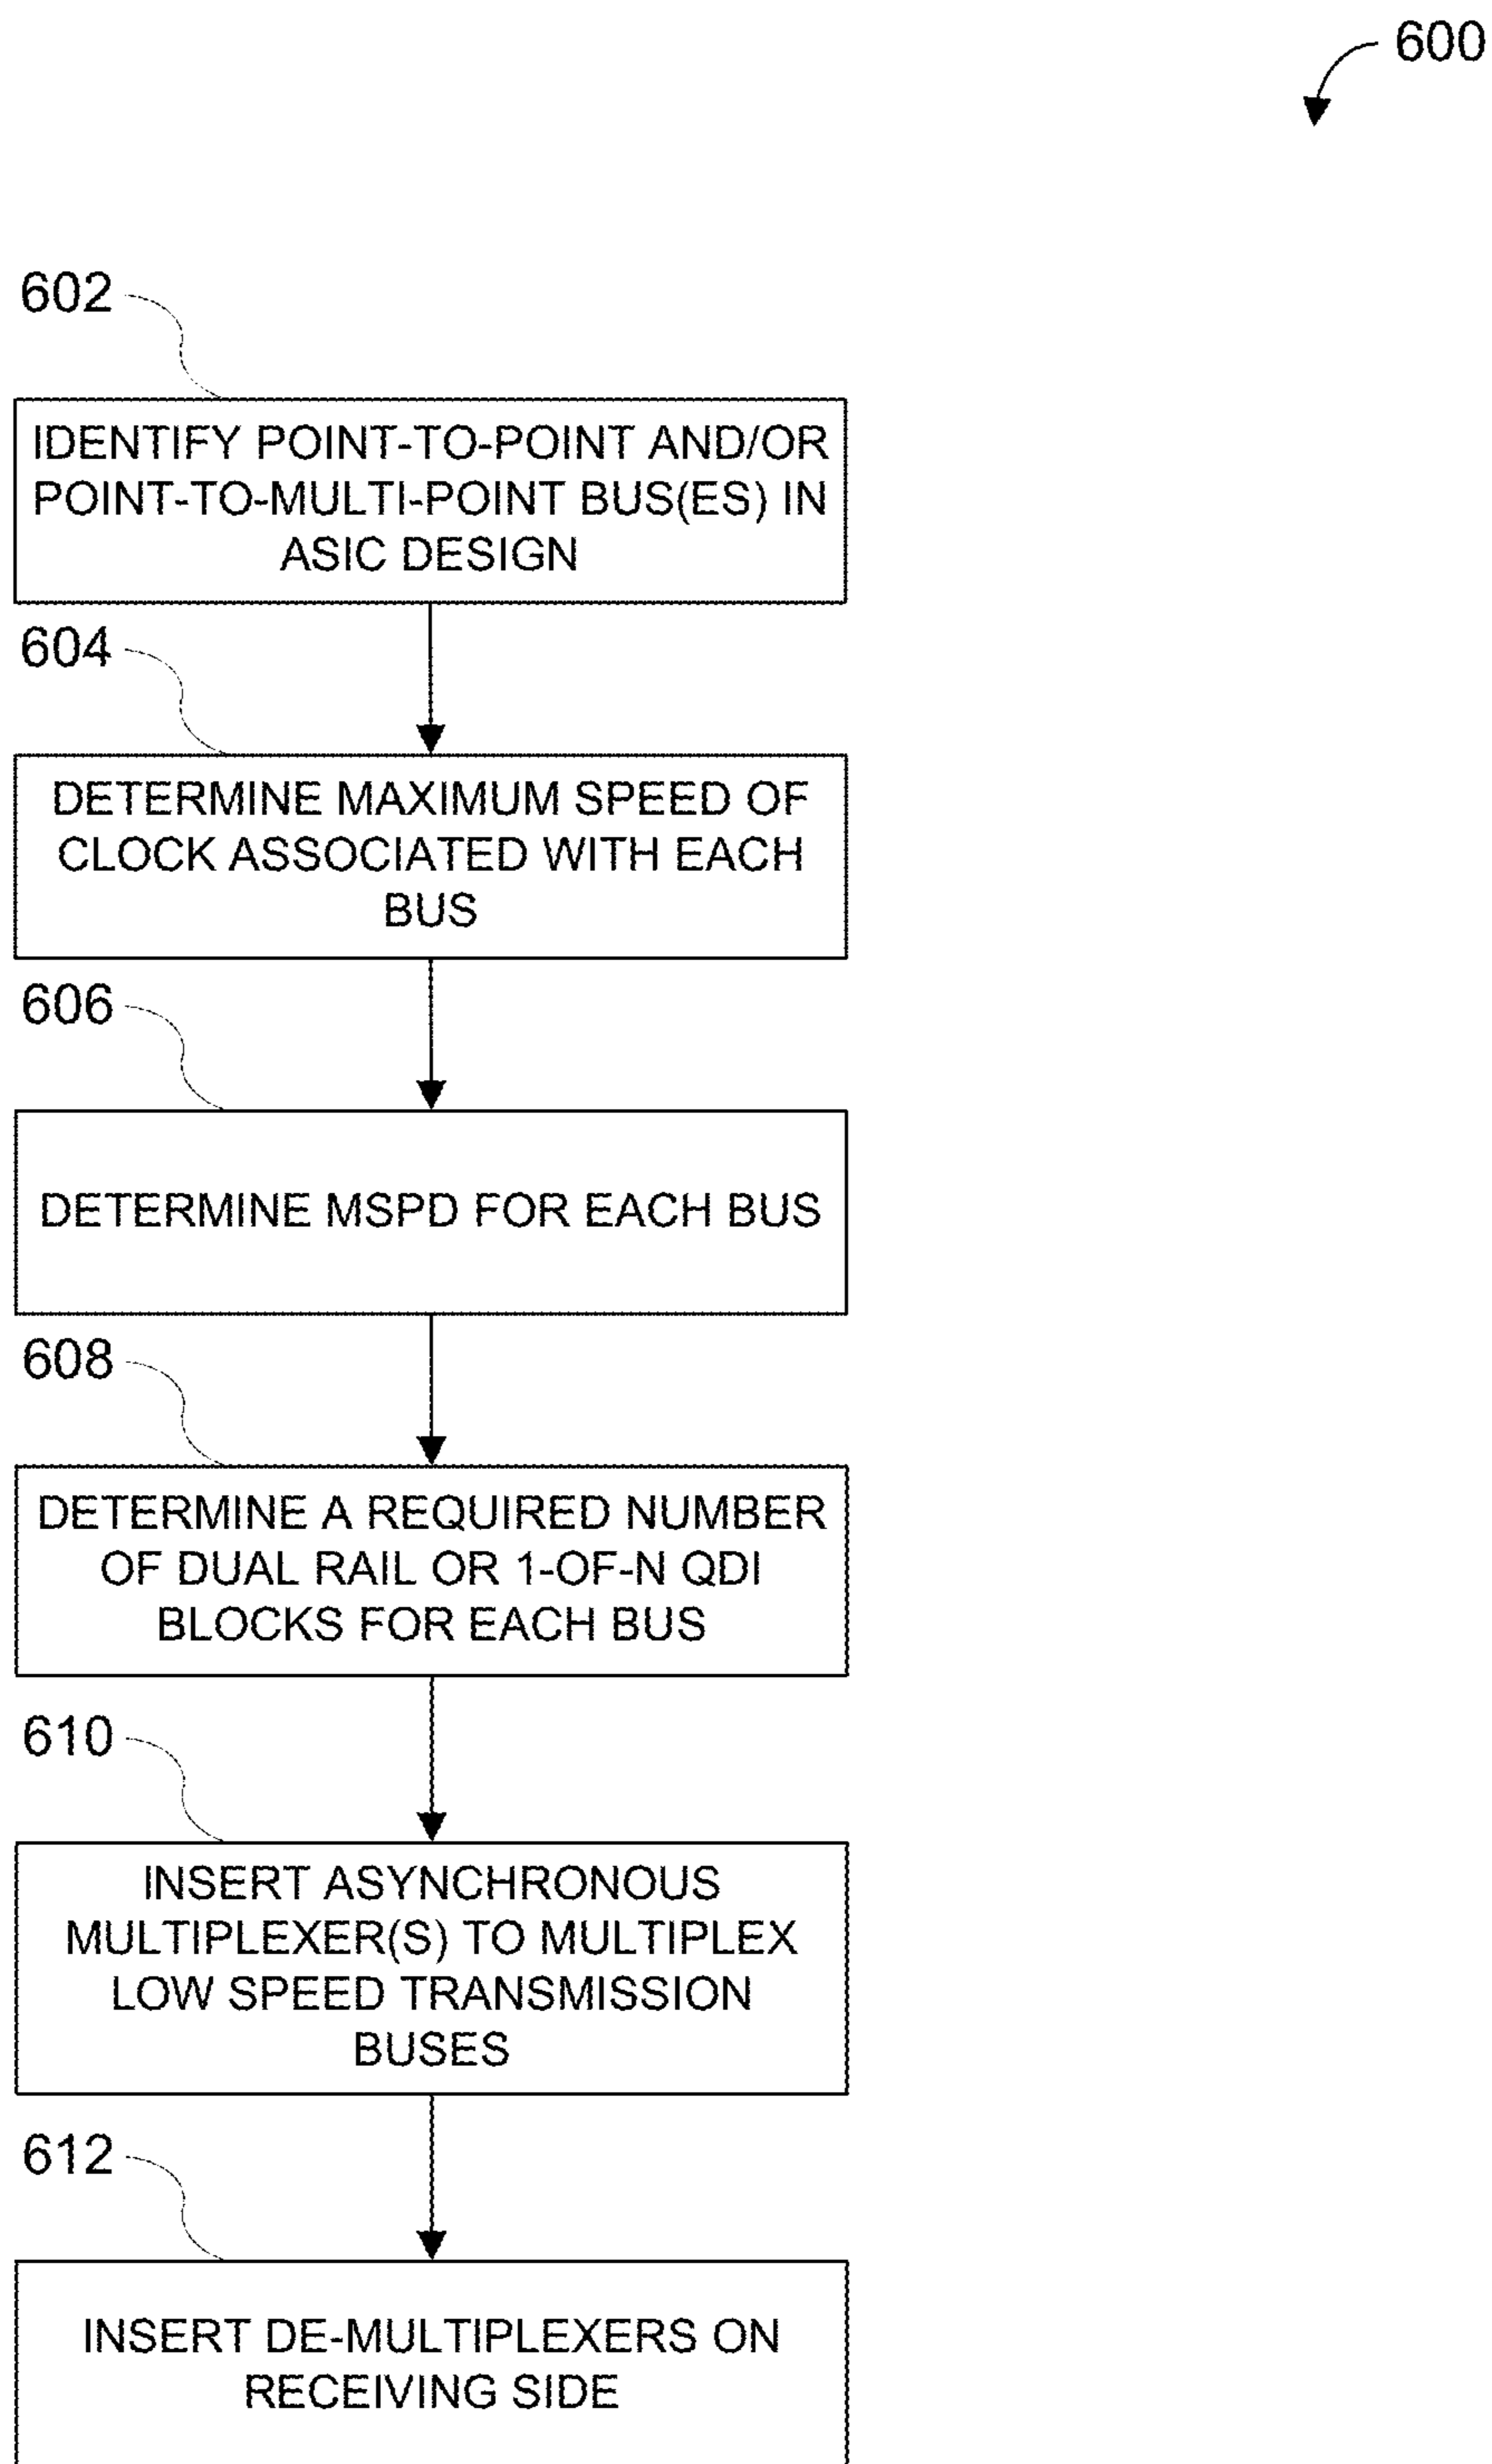 600
602
IDENTIFY POINT-TO-POINT AND/OR
POINT-TO-MULTI-POINT BUS(ES) IN
ASIC DESIGN
604
DETERMINE MAXIMUM SPEED OF
CLOCK ASSOCIATED WITH EACH
BUS
606
DETERMINE MSPD FOR EACH BUS
608
DETERMINE A REQUIRED NUMBER
OF DUAL RAIL OR 1-OF-N QDI
BLOCKS FOR EACH BUS
610
INSERT ASYNCHRONOUS
MULTIPLEXER(S) TO MULTIPLEX
LOW SPEED TRANSMISSION
BUSES
612
INSERT DE-MULTIPLEXERS ON
RECEIVING SIDE